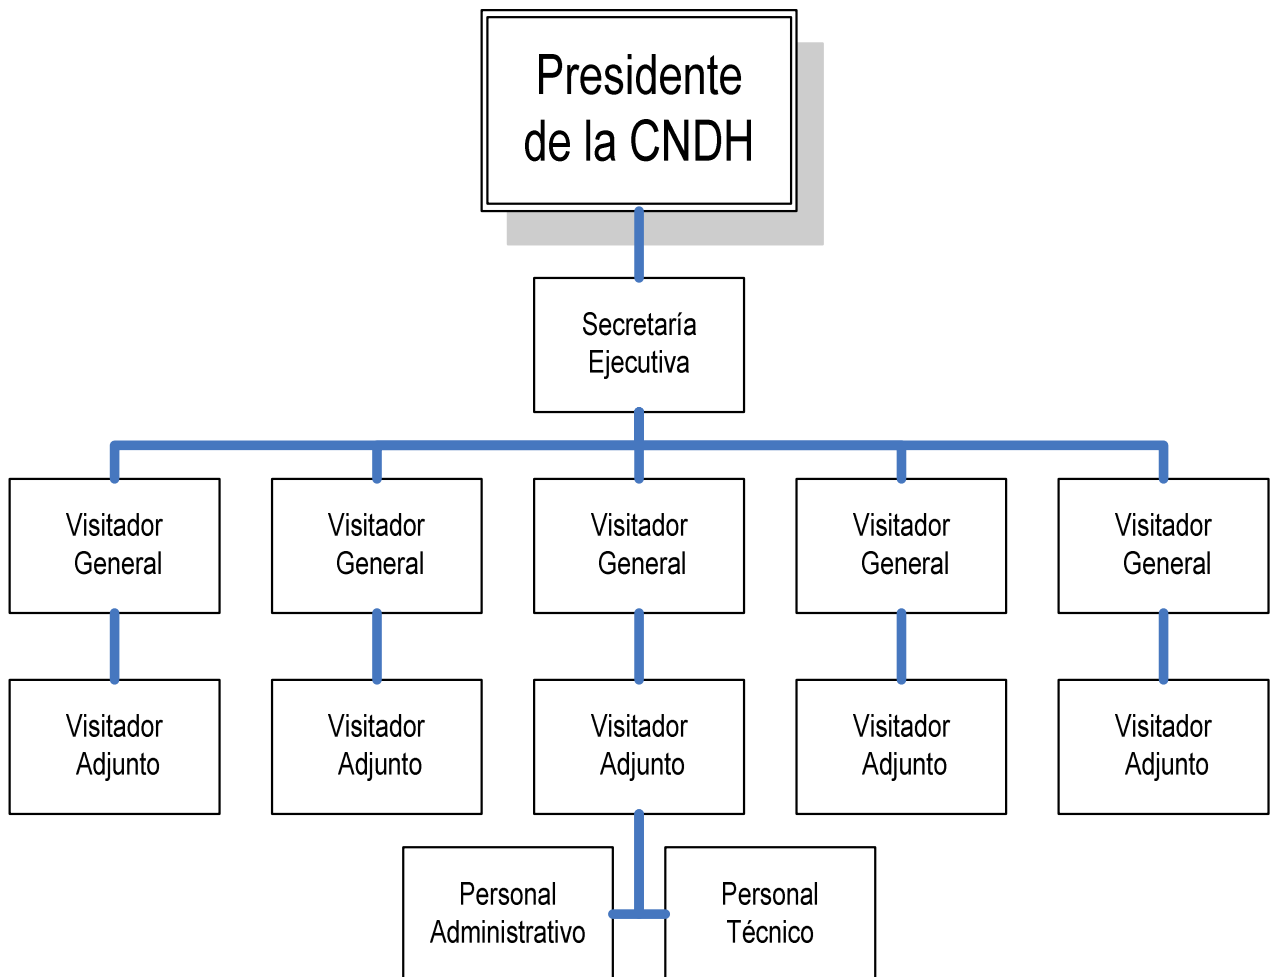 Presidente
de la CNDH
Secretaría
Ejecutiva
Visitador
General
Visitador
General
Visitador
General
Visitador
General
Visitador
General
Visitador
Adjunto
Visitador
Adjunto
Visitador
Adjunto
Visitador
Adjunto
Visitador
Adjunto
Personal
Administrativo
Personal
Técnico